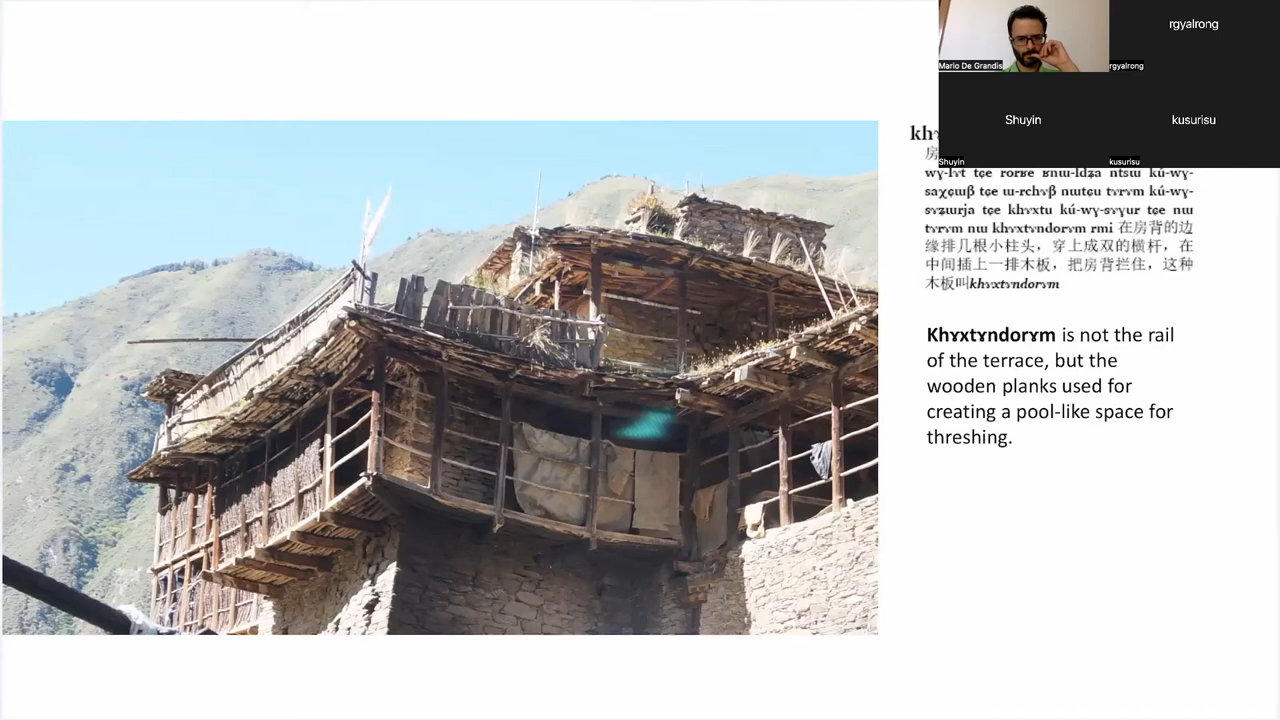 Mario De Grandis
rgyalrong
rgyalrong
Shuyin
kusurisu
Shuyin
kusurisu
房
wɣ-lɤt tɕe rorʁe ʁnɯ-ldʑa ntsɯ kú-wɣ-
saχɕɯβ tɕe ɯ-rchɤβ nɯtɕu tɤrɤm kú-wɣ-
sɤʑɯrja tɕe khɤxtu kú-wɣ-sɤɣur tɕe nɯ
tɤrɤm nɯ khɤxtɤndorɤm rmi 在房背的边
缘排几根小柱头，穿上成双的横杆，在
中间插上一排木板，把房背拦住，这种
木板叫khɤxtɤndorɤm
Khɤxtɤndorɤm is not the rail
of the terrace, but the
wooden planks used for
creating a pool-like space for
threshing.